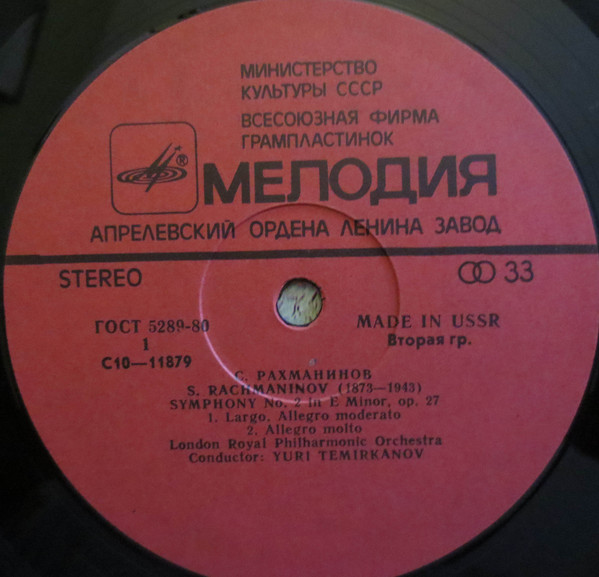 МИНИСТЕРСТВО
КУЛЬТУРЫ СССР
ВСЕСОЮЗНАЯ ФИРМА
ГРАМПЛАСТИНОК
®
МЕЛОДИЯ
АПРЕЛЕВСКИЙ ОРДЕНА ЛЕНИНА ЗАВОД
STEREO
33
ГОСТ 5289-80
MADE IN USSR
1
Вторая гр.
С10—11879
С. РАХМАНИНОВ
S. RACHMANINOV (1873—1943)
SYMPHONY No. 2 in E Minor, op. 27
1. Largo. Allegro moderato
2. Allegro molto
London Royal Philharmonic Orchestra
Conductor: YURI TEMIRKANOV